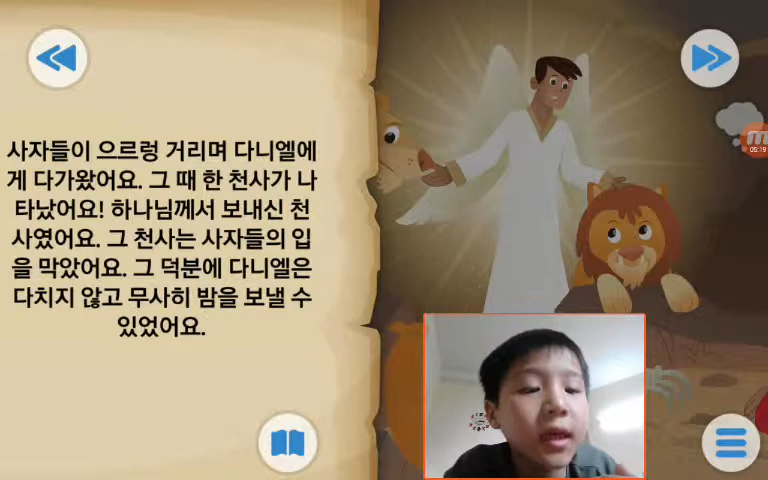 사자들이 으르렁 거리며 다니엘에
게 다가왔어요. 그 때 한 천사가 나
타났어요! 하나님께서 보내신 천
사였어요. 그 천사는 사자들의 입
을 막았어요. 그 덕분에 다니엘은
다치지 않고 무사히 밤을 보낼 수
있었어요.
05:19